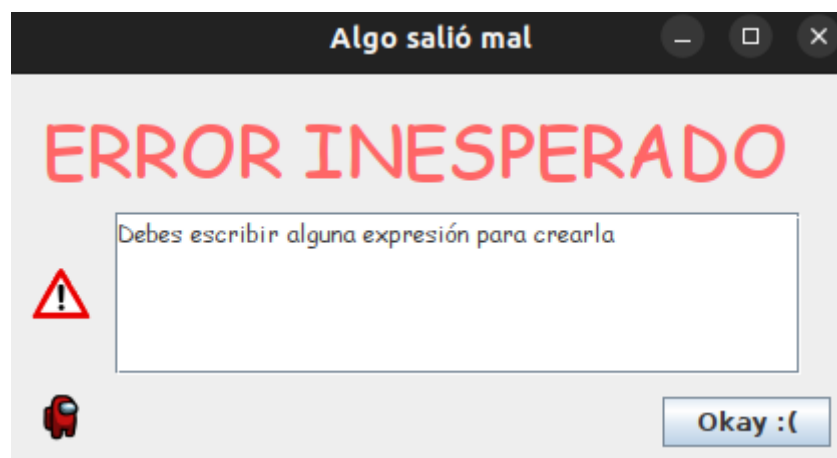 Algo salió mal
ERROR INESPERADO
Debes escribir alguna expresión para crearla
Okay :(